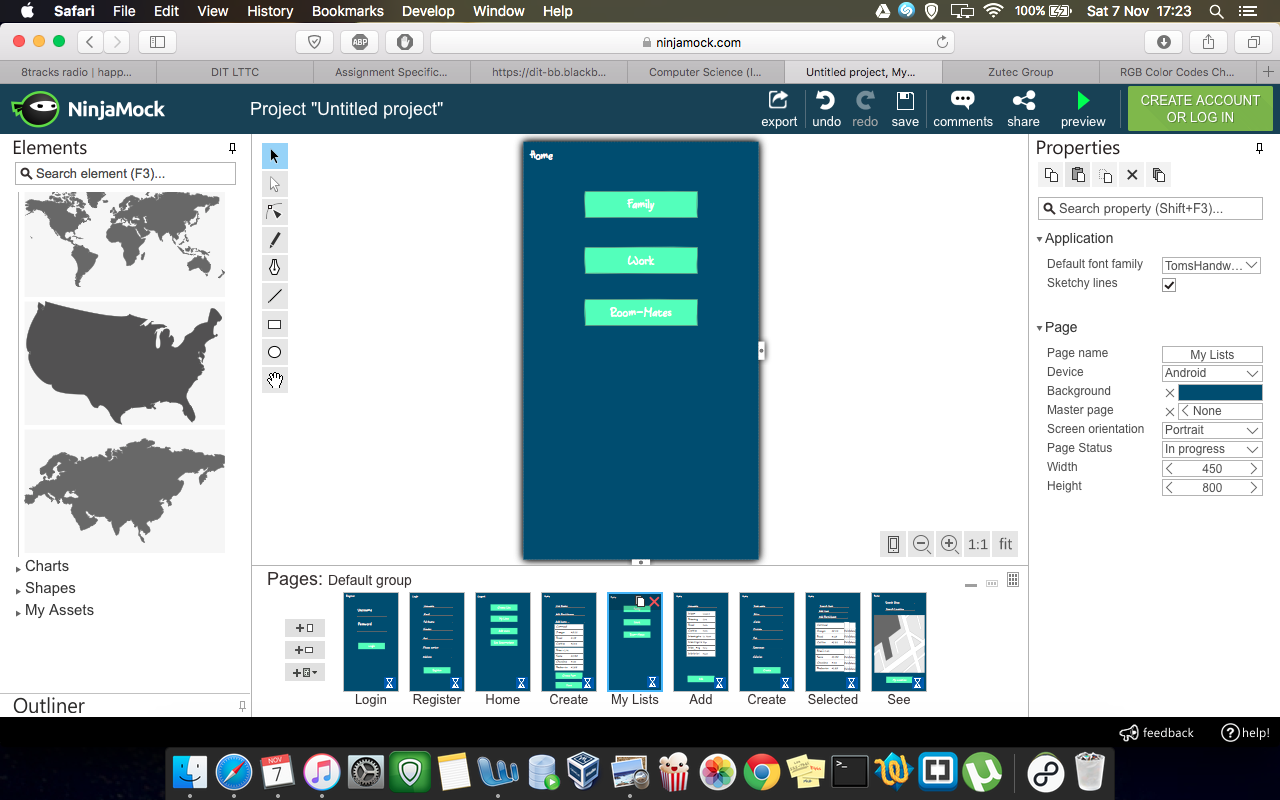 Safari File Edit View History Bookmarks Develop Window Help 100% Sat 7 Nov 17:23
ABP ninjamock.com
8tracks radio | happ... DIT LTTC Assignment Specific... https://dit-bb.blackb... Computer Science (I... Untitled project, My... Zutec Group RGB Color Codes Ch...
NinjaMock Project "Untitled project" export undo redo save comments share preview CREATE ACCOUNT
OR LOG IN
Elements
Search element (F3)...
Charts
Shapes
My Assets
Outliner
Home
Family
Work
Room-Mates
1:1 fit
Properties
Search property (Shift+F3)...
Application
Default font family TomsHandw...
Sketchy lines
Page
Page name My Lists
Device Android
Background
Master page None
Screen orientation Portrait
Page Status In progress
Width 450
Height 800
Pages: Default group
Login Register Home Create My Lists Add Create Selected See
feedback help!
NOV
7